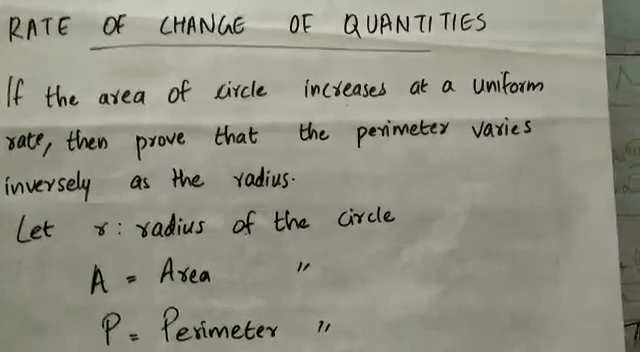 RATE OF CHANGE OF QUANTITIES
If the area of circle increases at a uniform
rate, then prove that the perimeter varies
inversely as the radius.
Let r : radius of the circle
A = Area "
P = Perimeter "